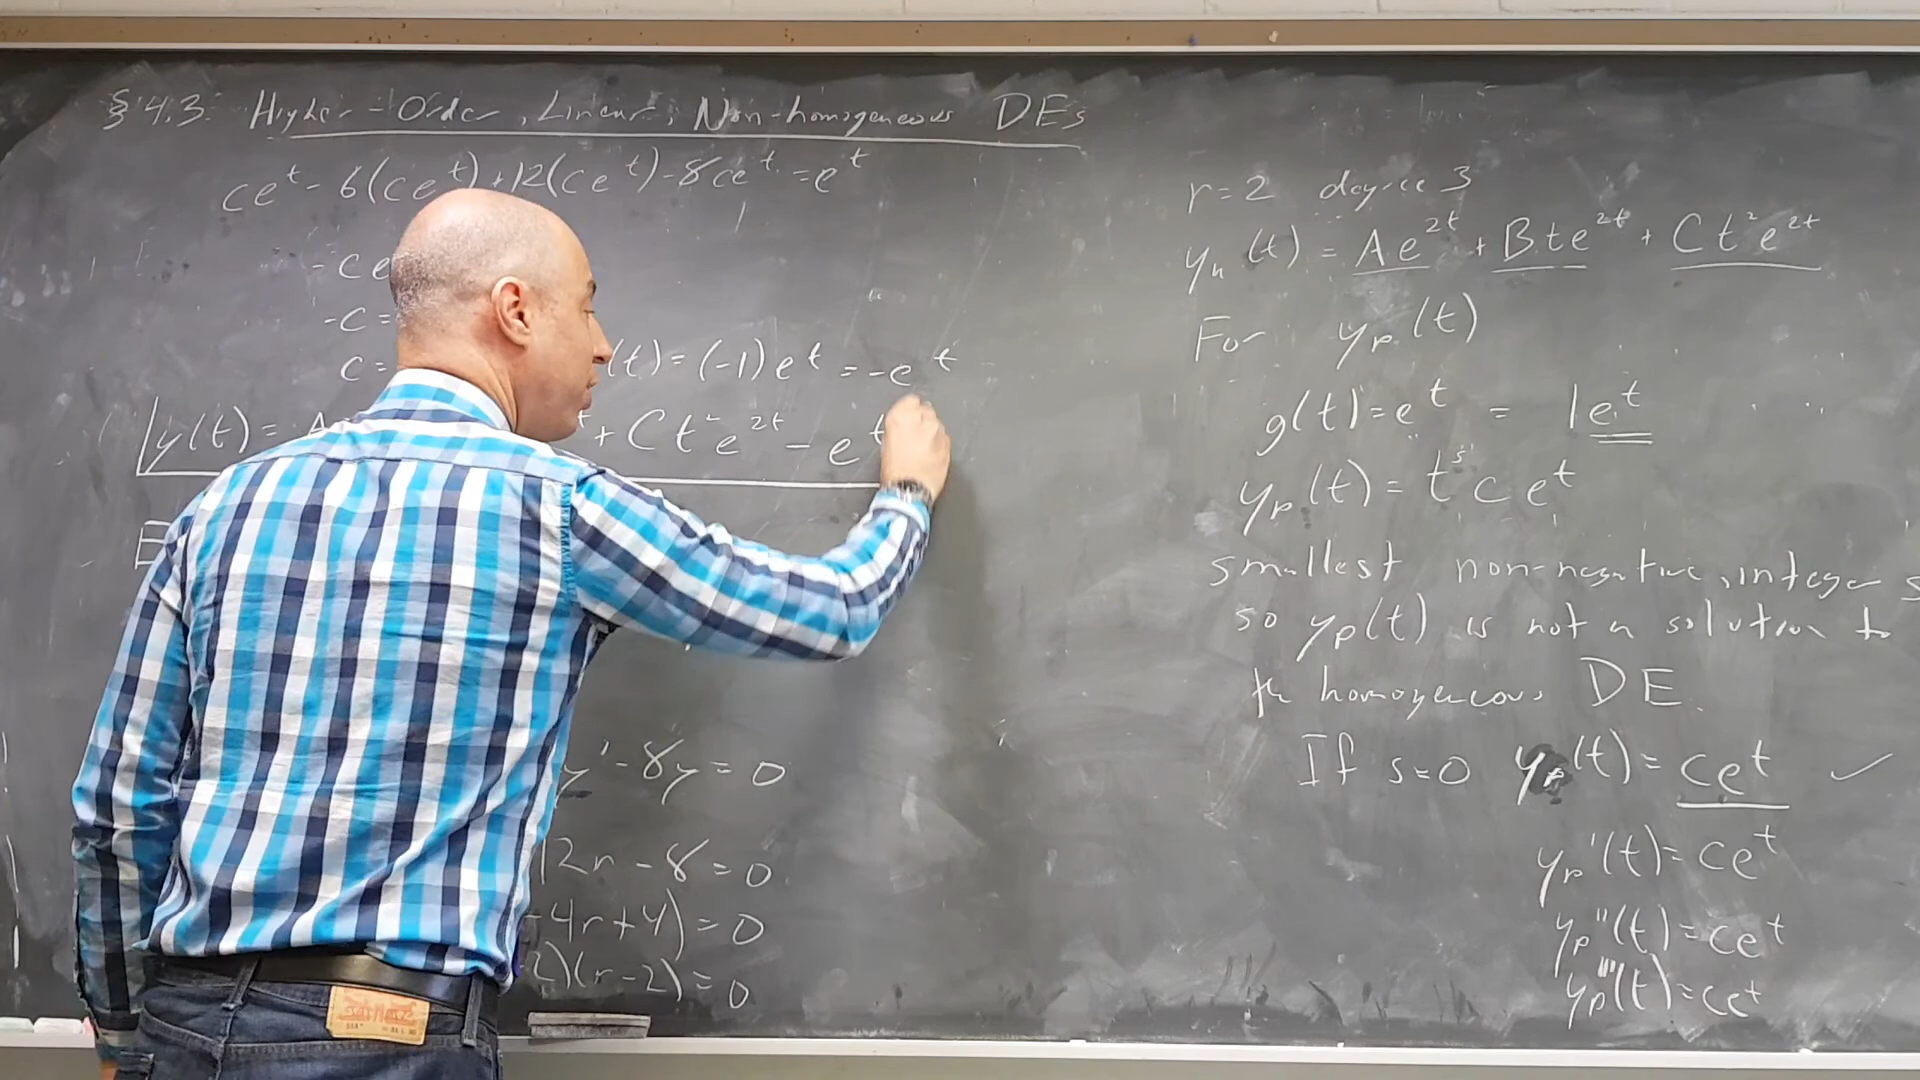 § 4.3 Higher-Order, Linear, Non-homogeneous DEs
ce^t - 6(ce^t) + 12(ce^t) - 8ce^t = e^t
-ce
-c =
c = (t) = (-1)e^t = -e^t
y(t) = A + Ct²e^{2t} - e^t
E
y' - 8y = 0
12r - 8 = 0
-4r + 4) = 0
-2)(r - 2) = 0
r = 2 degree 3
y_h(t) = Ae^{2t} + Bte^{2t} + Ct²e^{2t}
For y_p(t)
g(t) = e^t = 1e^t
y_p(t) = t^s c e^t
smallest non-negative integer s
so y_p(t) is not a solution to
the homogeneous DE.
If s=0 y_p(t) = ce^t ✓
y_p'(t) = ce^t
y_p''(t) = ce^t
y_p'''(t) = ce^t